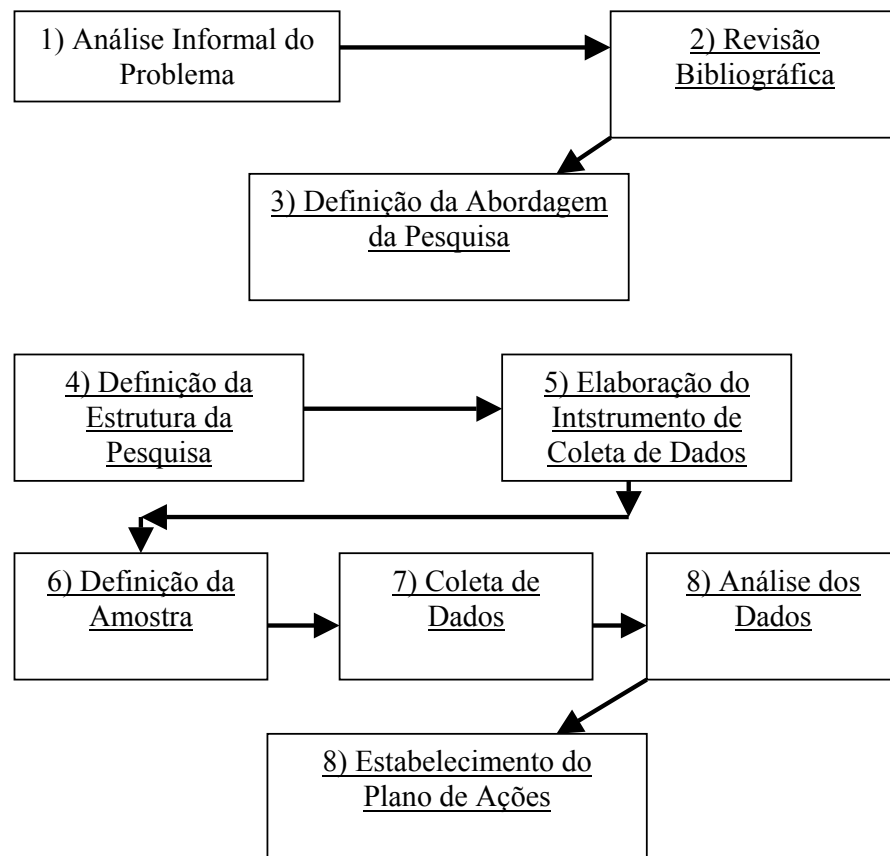 1) Análise Informal do
Problema
2) Revisão
Bibliográfica
3) Definição da Abordagem
da Pesquisa
4) Definição da
Estrutura da
Pesquisa
5) Elaboração do
Intstrumento de
Coleta de Dados
6) Definição da
Amostra
7) Coleta de
Dados
8) Análise dos
Dados
8) Estabelecimento do
Plano de Ações